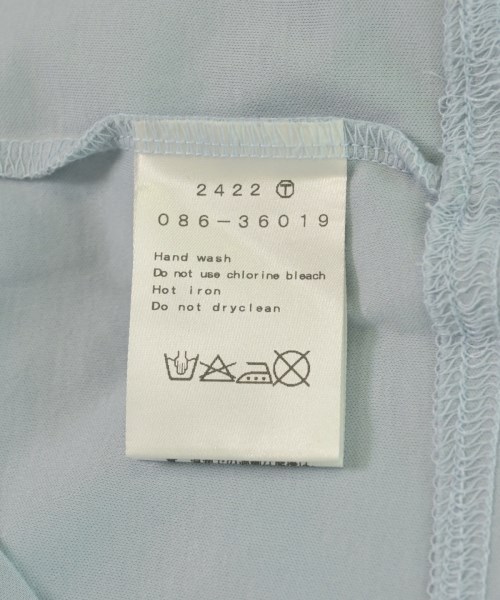 2422 Ⓣ
086-36019
Hand wash
Do not use chlorine bleach
Hot iron
Do not dryclean